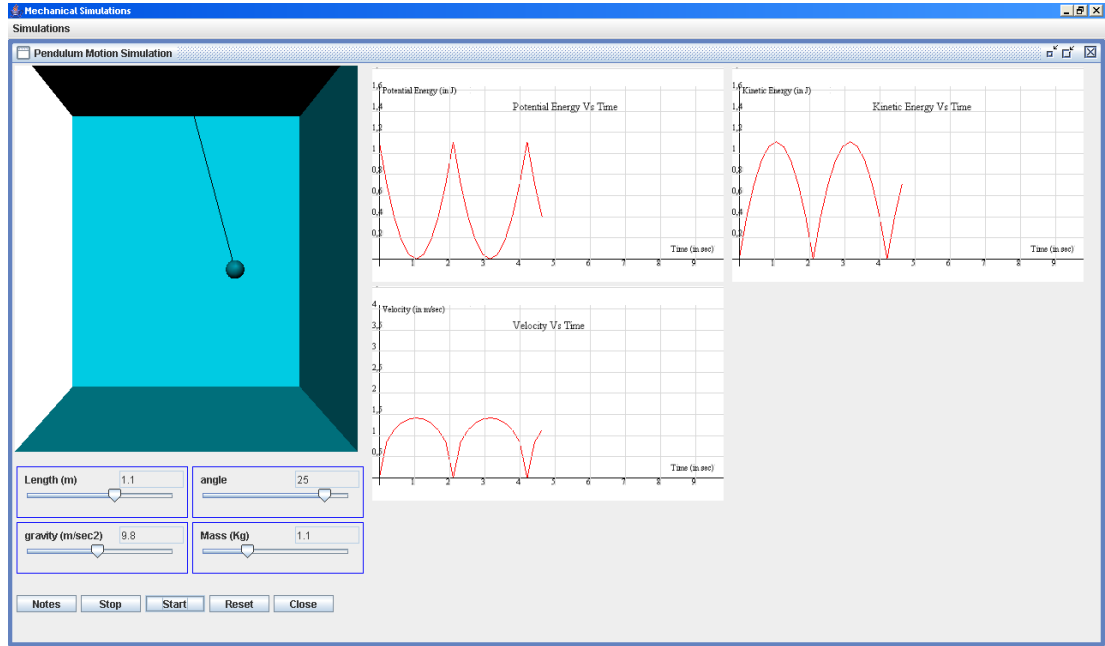 Mechanical Simulations
Simulations
Pendulum Motion Simulation
1,6 Potential Energy (in J)
Potential Energy Vs Time
1,4
1,2
1
0,8
0,6
0,4
0,2
Time (in sec)
1 2 3 4 5 6 7 8 9
1,6 Kinetic Energy (in J)
Kinetic Energy Vs Time
1,4
1,2
1
0,8
0,6
0,4
0,2
Time (in sec)
1 2 3 4 5 6 7 8 9
4 Velocity (in m/sec)
Velocity Vs Time
3,5
3
2,5
2
1,5
1
0,5
Time (in sec)
1 2 3 4 5 6 7 8 9
Length (m) 1.1
angle 25
gravity (m/sec2) 9.8
Mass (Kg) 1.1
Notes Stop Start Reset Close